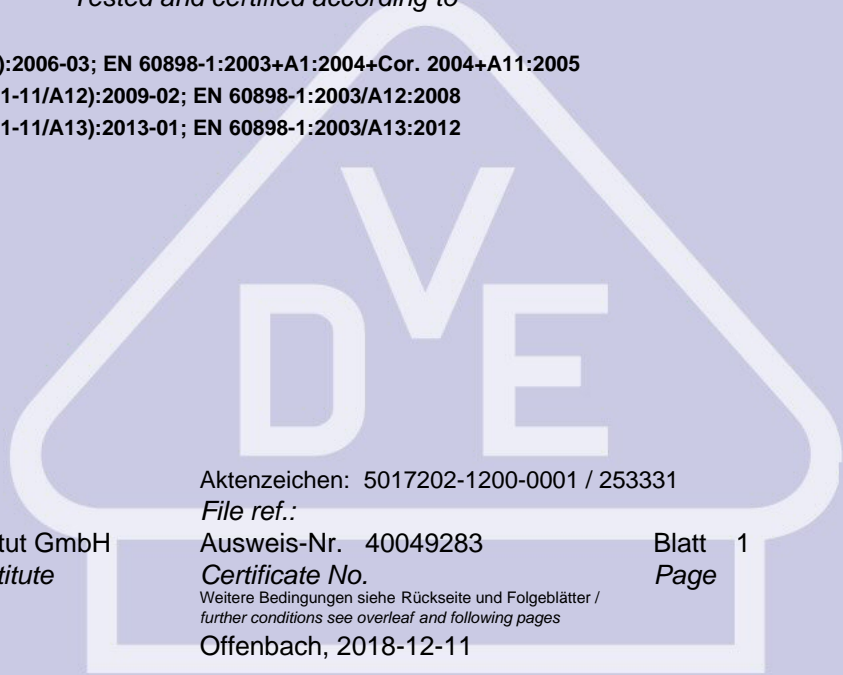 Tested and certified according to
):2006-03; EN 60898-1:2003+A1:2004+Cor. 2004+A11:2005
1-11/A12):2009-02; EN 60898-1:2003/A12:2008
1-11/A13):2013-01; EN 60898-1:2003/A13:2012
VDE
Aktenzeichen: 5017202-1200-0001 / 253331
File ref.:
tut GmbH Ausweis-Nr. 40049283 Blatt 1
titute Certificate No. Page
Weitere Bedingungen siehe Rückseite und Folgeblätter /
further conditions see overleaf and following pages
Offenbach, 2018-12-11